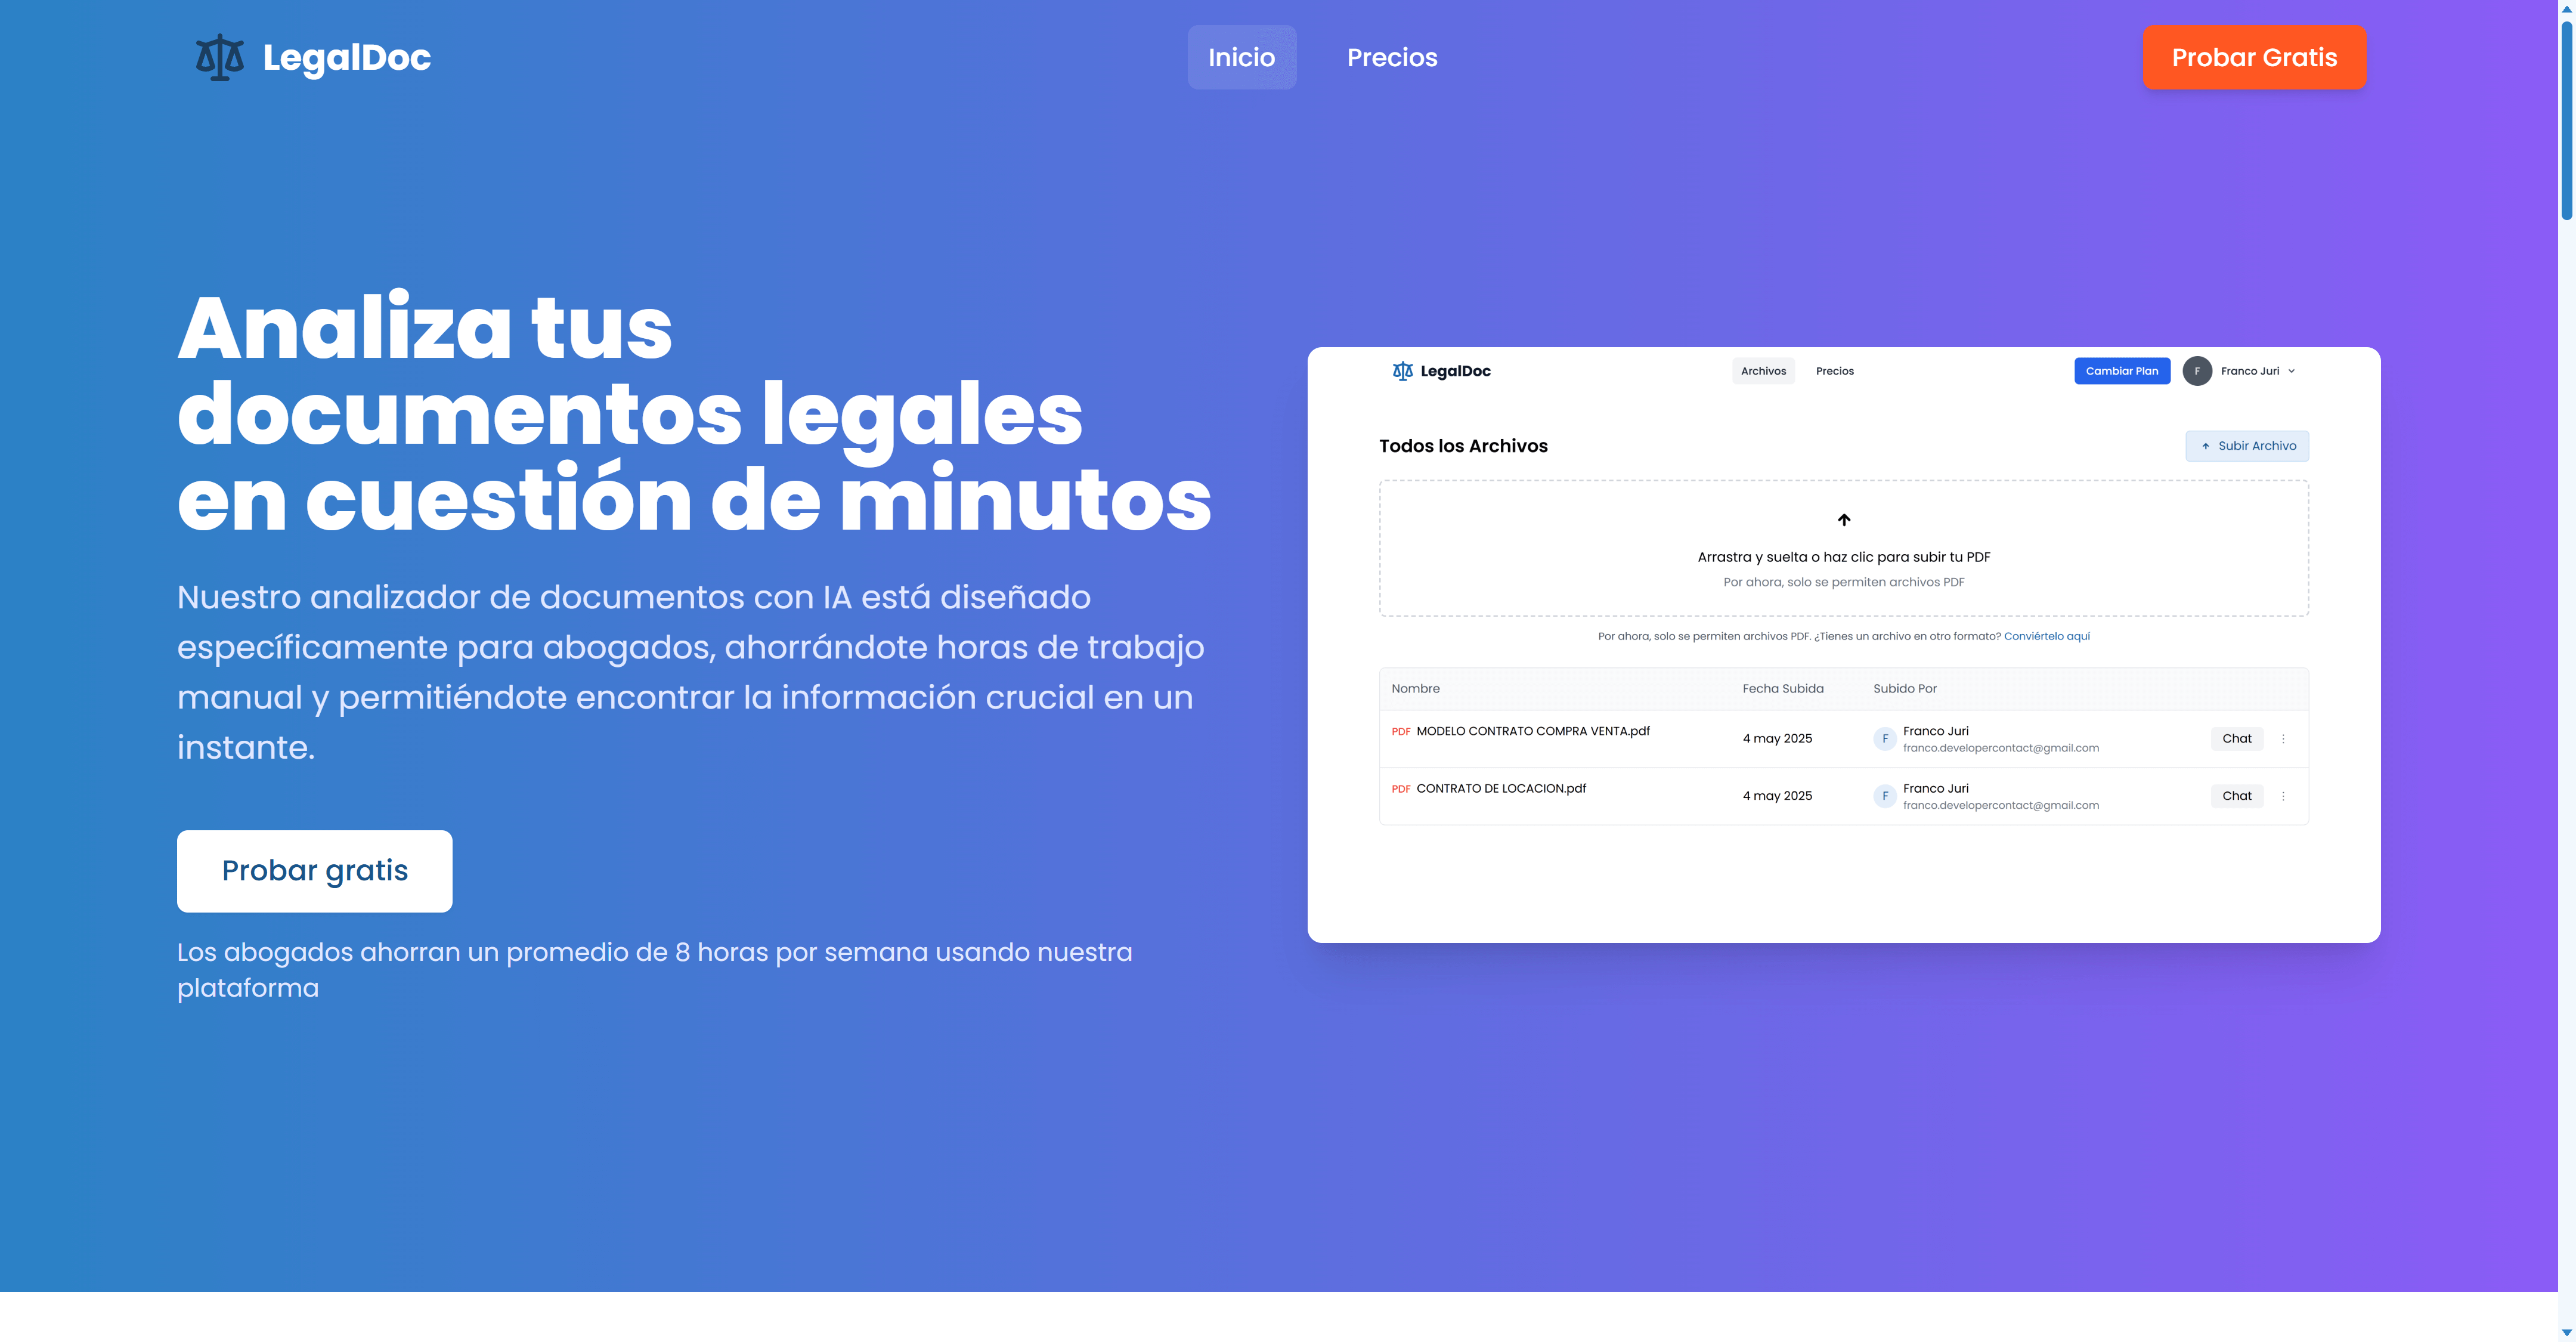 LegalDoc
Inicio
Precios
Probar Gratis
Analiza tus
documentos legales
en cuestión de minutos
Nuestro analizador de documentos con IA está diseñado
específicamente para abogados, ahorrándote horas de trabajo
manual y permitiéndote encontrar la información crucial en un
instante.
Probar gratis
Los abogados ahorran un promedio de 8 horas por semana usando nuestra
plataforma
LegalDoc
Archivos
Precios
Cambiar Plan
F
Franco Juri
Todos los Archivos
Subir Archivo
Arrastra y suelta o haz clic para subir tu PDF
Por ahora, solo se permiten archivos PDF
Por ahora, solo se permiten archivos PDF. ¿Tienes un archivo en otro formato? Conviértelo aquí
Nombre
Fecha Subida
Subido Por
PDF MODELO CONTRATO COMPRA VENTA.pdf
4 may 2025
F
Franco Juri
franco.developercontact@gmail.com
Chat
PDF CONTRATO DE LOCACION.pdf
4 may 2025
F
Franco Juri
franco.developercontact@gmail.com
Chat